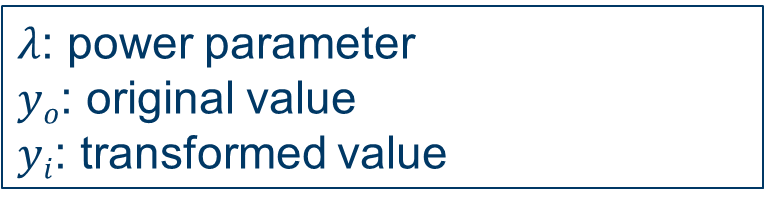 λ: power parameter
yₒ: original value
yᵢ: transformed value